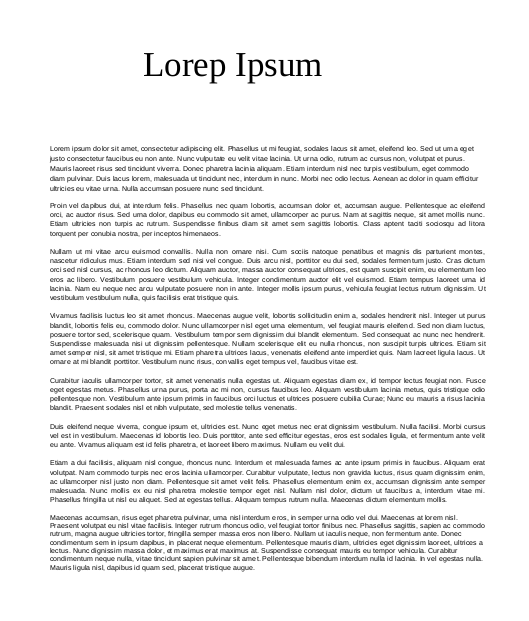 Lorep Ipsum
Lorem ipsum dolor sit amet, consectetur adipiscing elit. Phasellus ut mi feugiat, sodales lacus sit amet, eleifend leo. Sed ut urna eget
justo consectetur faucibus eu non ante. Nunc vulputate eu velit vitae lacinia. Ut urna odio, rutrum ac cursus non, volutpat et purus.
Mauris laoreet risus sed tincidunt viverra. Donec pharetra lacinia aliquam. Etiam interdum nisl nec turpis vestibulum, eget commodo
diam pulvinar. Duis lacus lorem, malesuada ut tincidunt nec, interdum in nunc. Morbi nec odio lectus. Aenean ac dolor in quam efficitur
ultricies eu vitae urna. Nulla accumsan posuere nunc sed tincidunt.
Proin vel dapibus dui, at interdum felis. Phasellus nec quam lobortis, accumsan dolor et, accumsan augue. Pellentesque ac eleifend
orci, ac auctor risus. Sed urna dolor, dapibus eu commodo sit amet, ullamcorper ac purus. Nam at sagittis neque, sit amet mollis nunc.
Etiam ultricies non turpis ac rutrum. Suspendisse finibus diam sit amet sem sagittis lobortis. Class aptent taciti sociosqu ad litora
torquent per conubia nostra, per inceptos himenaeos.
Nullam ut mi vitae arcu euismod convallis. Nulla non ornare nisi. Cum sociis natoque penatibus et magnis dis parturient montes,
nascetur ridiculus mus. Etiam interdum sed nisi vel congue. Duis arcu nisl, porttitor eu dui sed, sodales fermentum justo. Cras dictum
orci sed nisl cursus, ac rhoncus leo dictum. Aliquam auctor, massa auctor consequat ultrices, est quam suscipit enim, eu elementum leo
eros ac libero. Vestibulum posuere vestibulum vehicula. Integer condimentum auctor elit vel euismod. Etiam tempus laoreet urna id
lacinia. Nam eu neque nec arcu vulputate posuere non in ante. Integer mollis ipsum purus, vehicula feugiat lectus rutrum dignissim. Ut
vestibulum vestibulum nulla, quis facilisis erat tristique quis.
Vivamus facilisis luctus leo sit amet rhoncus. Maecenas augue velit, lobortis sollicitudin enim a, sodales hendrerit nisl. Integer ut purus
blandit, lobortis felis eu, commodo dolor. Nunc ullamcorper nisl eget urna elementum, vel feugiat mauris eleifend. Sed non diam luctus,
posuere tortor sed, scelerisque quam. Vestibulum tempor sem dignissim dui elementum blandit. Sed consequat ac nunc nec hendrerit.
Suspendisse malesuada nisi ut dignissim pellentesque. Nullam scelerisque elit eu nulla rhoncus, non suscipit turpis ultrices. Etiam sit
amet semper nisl, sit amet tristique mi. Etiam pharetra ultrices lacus, venenatis eleifend ante imperdiet quis. Nam laoreet ligula lacus. Ut
ornare at mi blandit porttitor. Vestibulum nunc risus, convallis eget tempus vel, faucibus vitae est.
Curabitur iaculis ullamcorper tortor, sit amet venenatis nulla egestas ut. Aliquam egestas diam ex, id tempor lectus feugiat non. Fusce
eget egestas metus. Phasellus urna purus, porta ac mi non, cursus faucibus leo. Aliquam vestibulum lacinia metus, quis tristique odio
pellentesque non. Vestibulum ante ipsum primis in faucibus orci luctus et ultrices posuere cubilia Curae; Nunc eu mauris a risus lacinia
blandit. Praesent sodales nisl et nibh vulputate, sed molestie tellus venenatis.
Duis eleifend neque viverra, congue ipsum et, ultricies est. Nunc eget metus nec erat dignissim vestibulum. Nulla facilisi. Morbi cursus
vel est in vestibulum. Maecenas id lobortis leo. Duis porttitor, ante sed efficitur egestas, eros est sodales ligula, et fermentum ante velit
eu ante. Vivamus aliquam est id felis pharetra, et laoreet libero maximus. Nullam eu velit dui.
Etiam a dui facilisis, aliquam nisl congue, rhoncus nunc. Interdum et malesuada fames ac ante ipsum primis in faucibus. Aliquam erat
volutpat. Nam commodo turpis nec eros lacinia ullamcorper. Curabitur vulputate, lectus non gravida luctus, risus quam dignissim enim,
ac ullamcorper nisl justo non diam. Pellentesque sit amet velit felis. Phasellus elementum enim ex, accumsan dignissim ante semper
malesuada. Nunc mollis ex eu nisl pharetra molestie tempor eget nisl. Nullam nisl dolor, dictum ut faucibus a, interdum vitae mi.
Phasellus fringilla nisl ut leo eu aliquet. Sed at egestas tellus. Aliquam tempus rutrum nulla. Maecenas dictum elementum mollis.
Maecenas accumsan, risus eget pharetra pulvinar, urna nisl interdum eros, in semper urna odio vel dui. Maecenas at lorem nisl.
Praesent volutpat eu nisl vitae facilisis. Integer rutrum rhoncus odio, vel feugiat tortor finibus nec. Phasellus sagittis, sapien ac commodo
rutrum, magna augue ultricies tortor, fringilla semper massa eros non libero. Nullam ut iaculis neque, non fermentum ante. Donec
condimentum sem in ipsum dapibus, in placerat neque elementum. Pellentesque mauris diam, ultricies eget dignissim laoreet, ultrices a
lectus. Nunc dignissim massa dolor, et maximus erat maximus at. Suspendisse consequat mauris eu tempor vehicula. Curabitur
condimentum neque nulla, vitae tincidunt sapien pulvinar sit amet. Pellentesque bibendum interdum nulla id lacinia. In vel egestas nulla.
Mauris ligula nisl, dapibus id quam sed, placerat tristique augue.